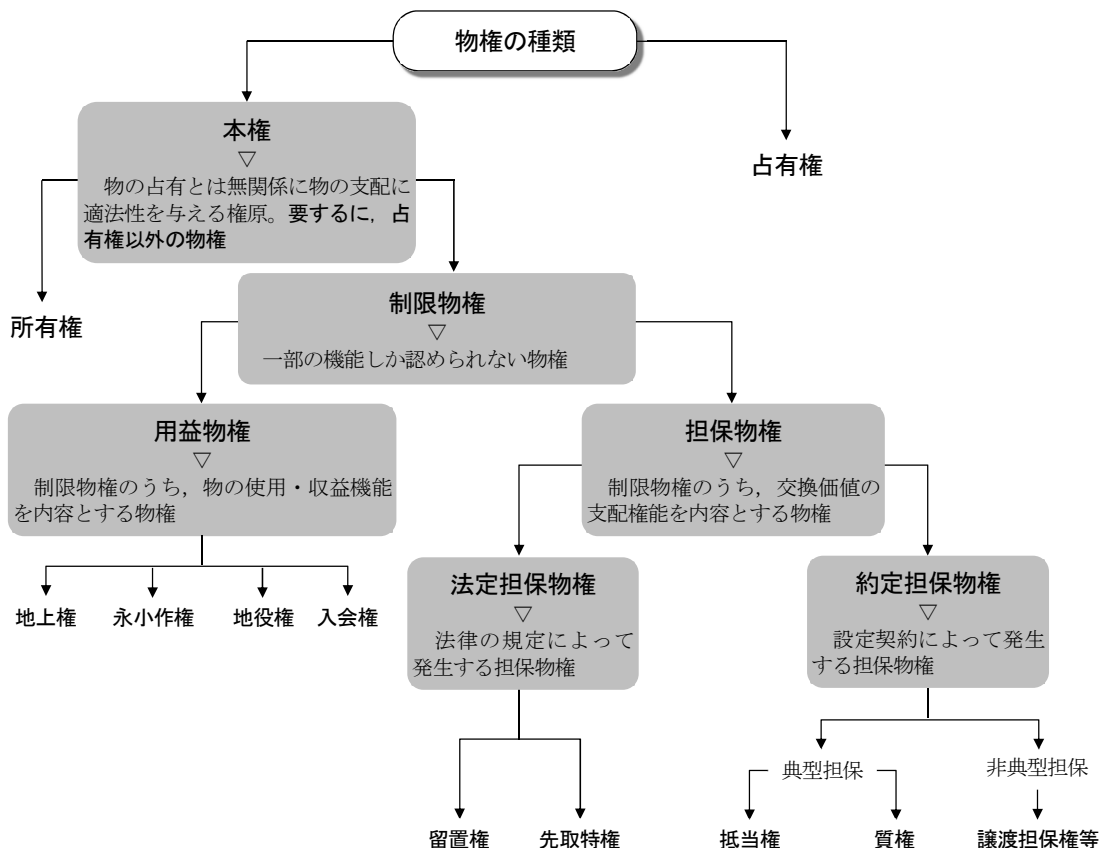 物権の種類
本権
▽
物の占有とは無関係に物の支配に
適法性を与える権原。要するに，占
有権以外の物権
占有権
所有権
制限物権
▽
一部の機能しか認められない物権
用益物権
▽
制限物権のうち，物の使用・収益機能
を内容とする物権
担保物権
▽
制限物権のうち，交換価値の
支配権能を内容とする物権
地上権
永小作権
地役権
入会権
法定担保物権
▽
法律の規定によって
発生する担保物権
約定担保物権
▽
設定契約によって発生
する担保物権
典型担保
非典型担保
留置権
先取特権
抵当権
質権
譲渡担保権等